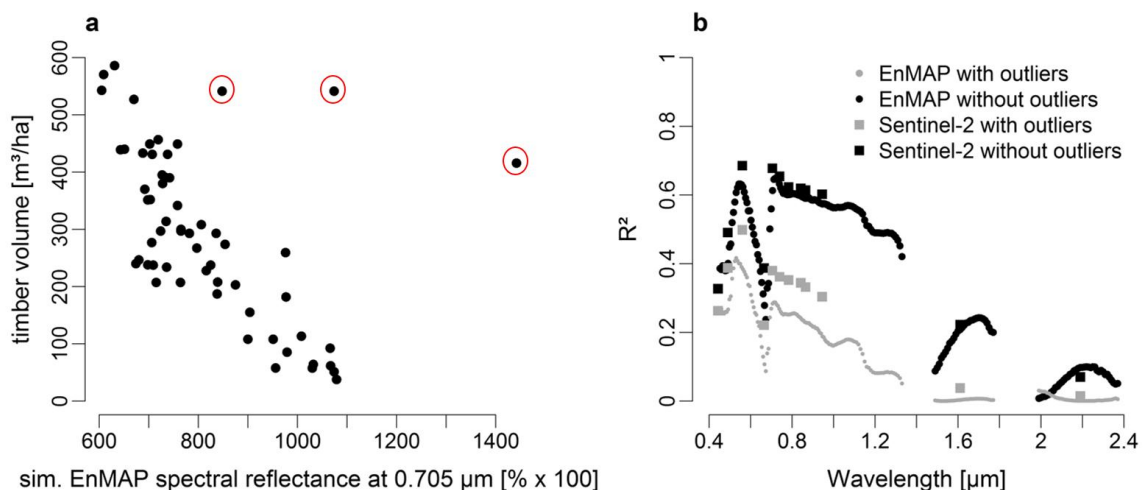 a
timber volume [m³/ha]
600
500
400
300
200
100
0
600
800
1000
1200
1400
sim. EnMAP spectral reflectance at 0.705 µm [% x 100]
b
EnMAP with outliers
EnMAP without outliers
Sentinel-2 with outliers
Sentinel-2 without outliers
R²
1
0.8
0.6
0.4
0.2
0
0.4
0.8
1.2
1.6
2
2.4
Wavelength [µm]